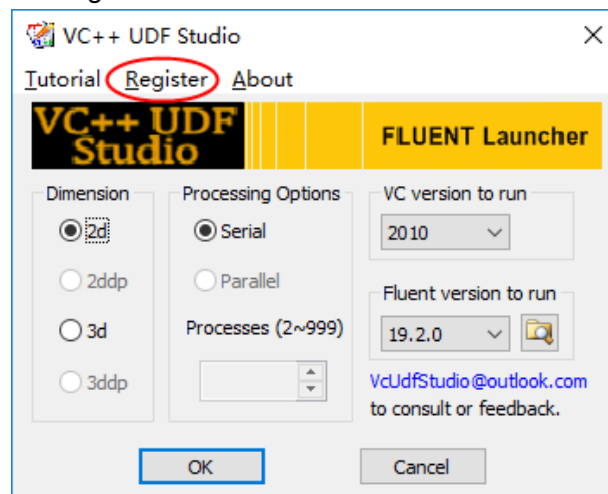 VC++ UDF Studio
Tutorial Register About
VC++ UDF
Studio
FLUENT Launcher
Dimension
2d
2ddp
3d
3ddp
Processing Options
Serial
Parallel
Processes (2~999)
VC version to run
2010
Fluent version to run
19.2.0
VcUdfStudio@outlook.com
to consult or feedback.
OK
Cancel